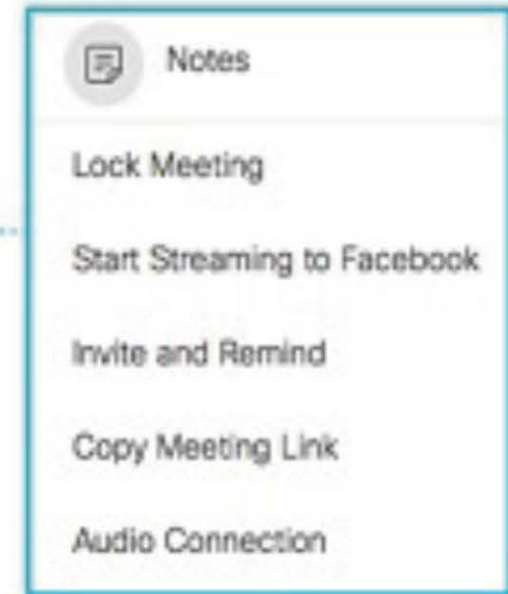 Notes
Lock Meeting
Start Streaming to Facebook
Invite and Remind
Copy Meeting Link
Audio Connection